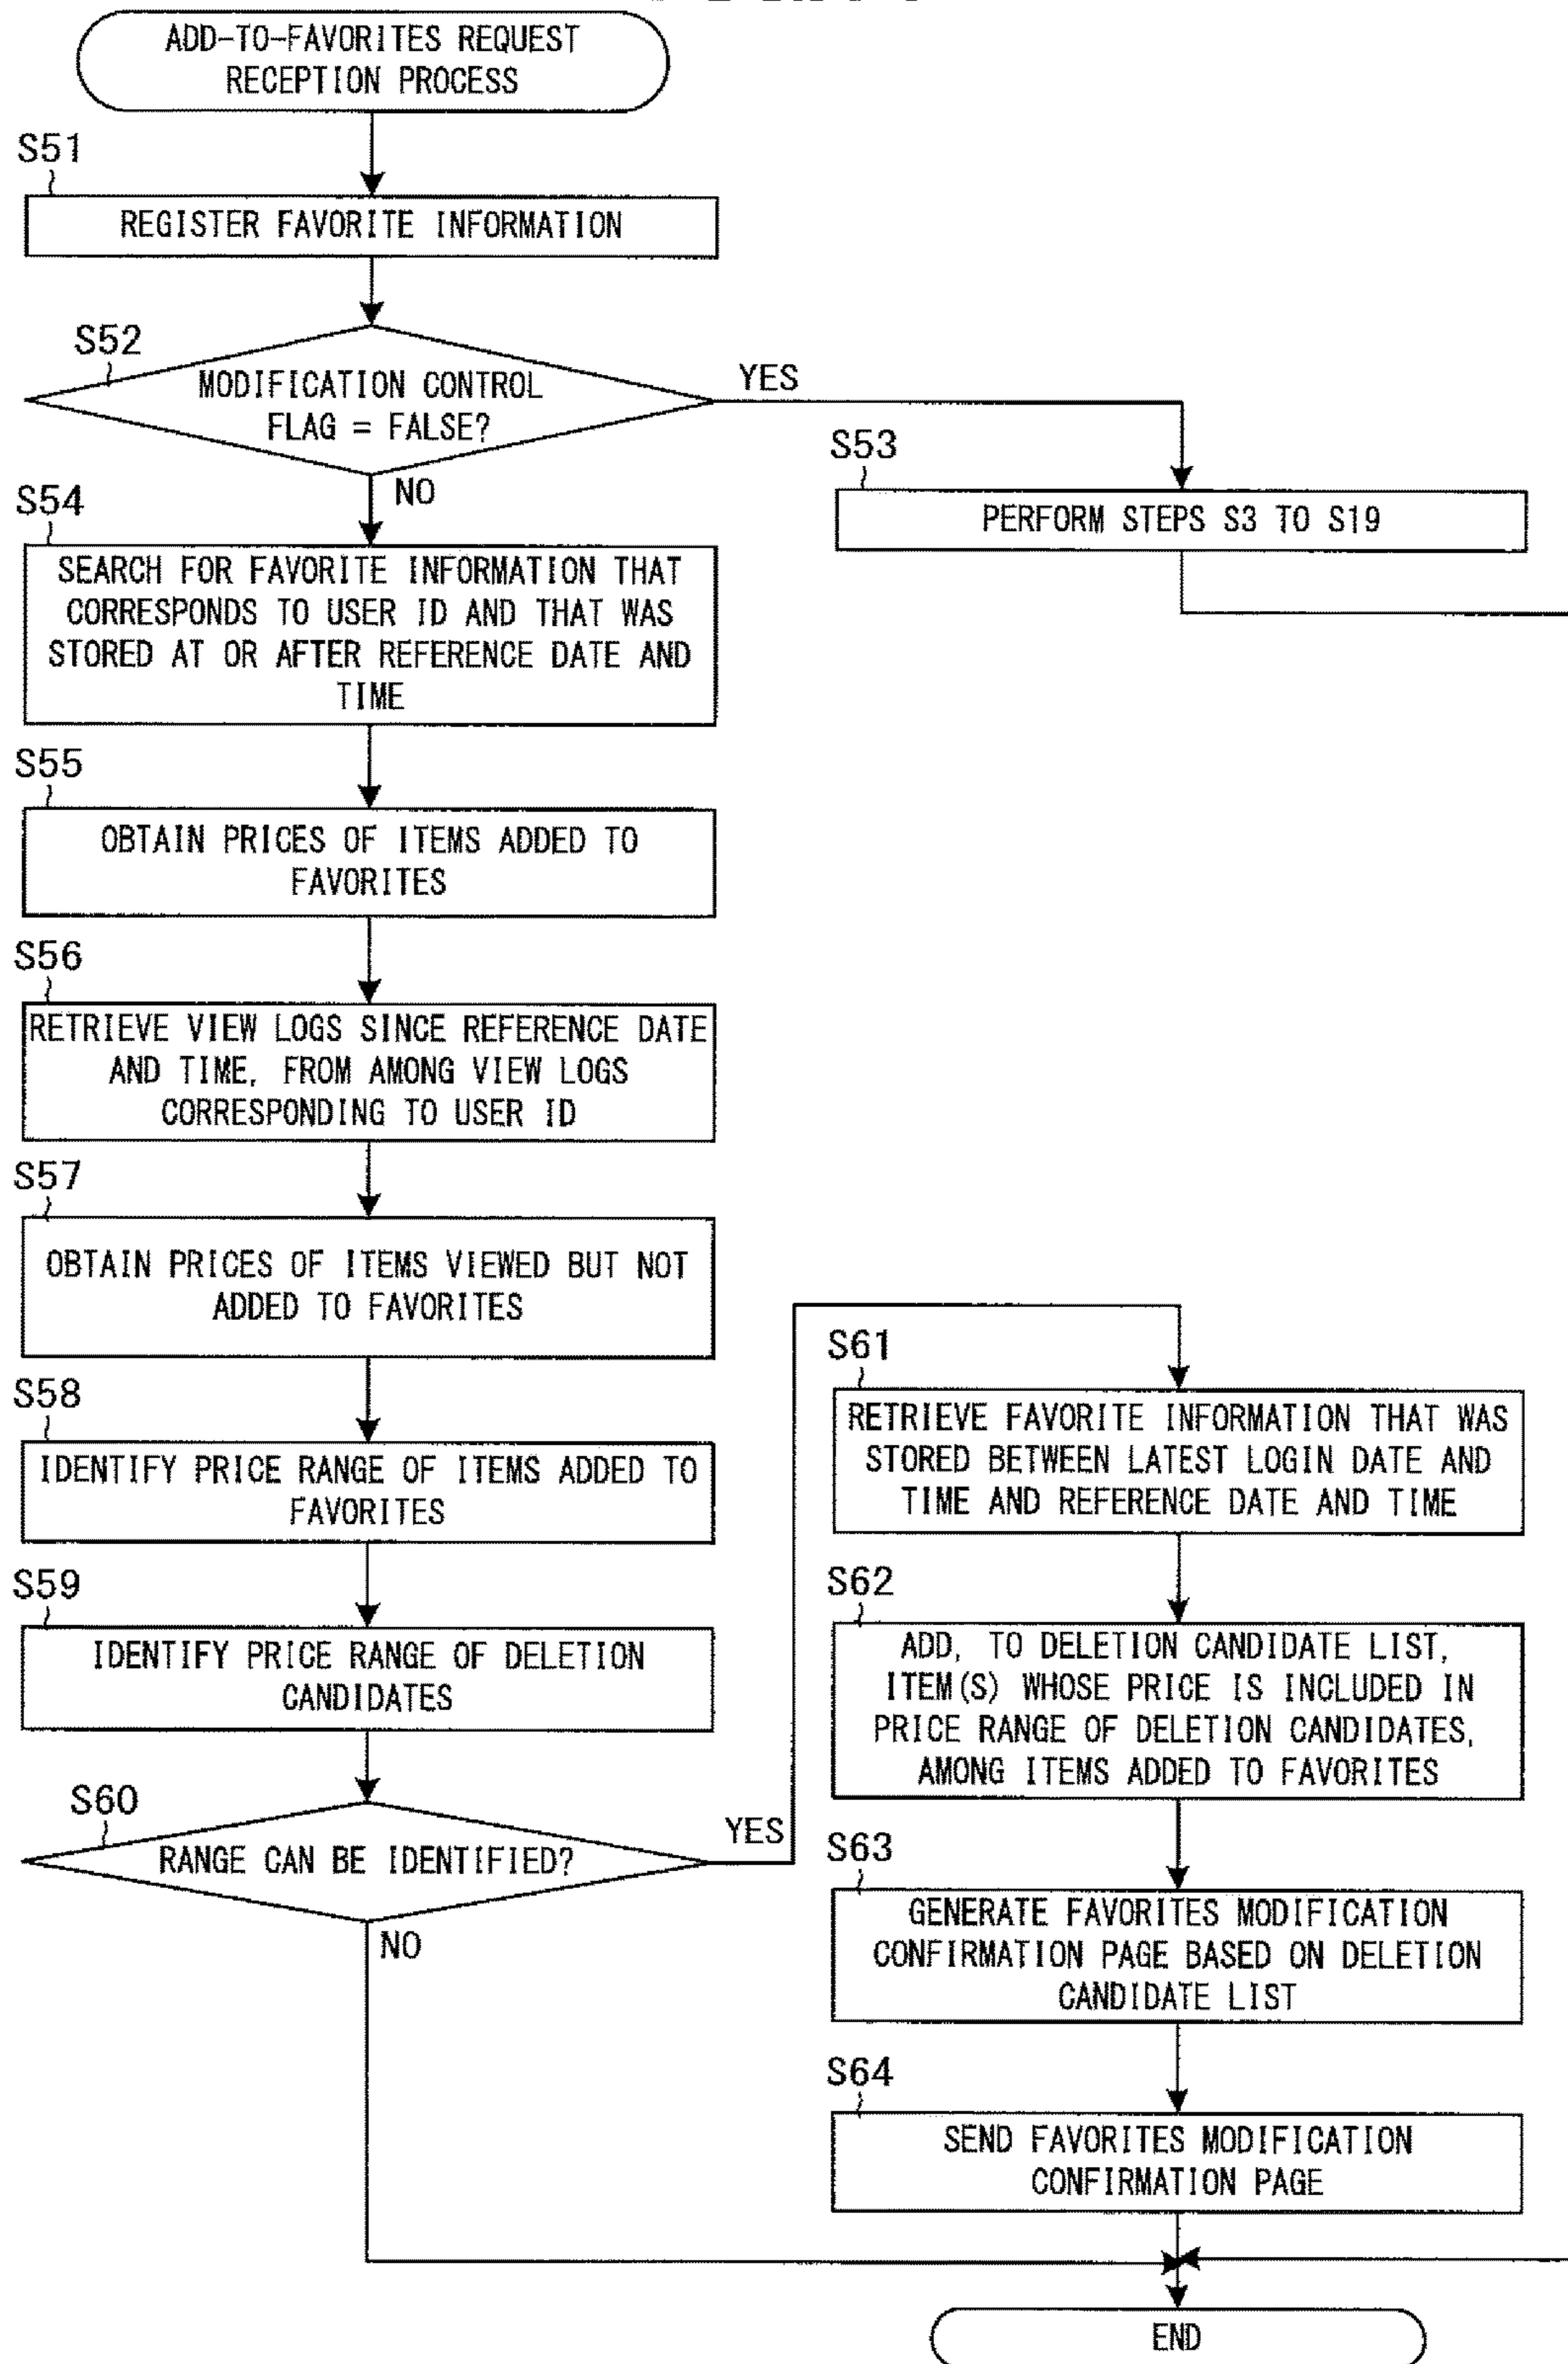 ADD-TO-FAVORITES REQUEST
RECEPTION PROCESS
S51
REGISTER FAVORITE INFORMATION
S52
MODIFICATION CONTROL
FLAG = FALSE?
YES
NO
S53
PERFORM STEPS S3 TO S19
S54
SEARCH FOR FAVORITE INFORMATION THAT
CORRESPONDS TO USER ID AND THAT WAS
STORED AT OR AFTER REFERENCE DATE AND
TIME
S55
OBTAIN PRICES OF ITEMS ADDED TO
FAVORITES
S56
RETRIEVE VIEW LOGS SINCE REFERENCE DATE
AND TIME, FROM AMONG VIEW LOGS
CORRESPONDING TO USER ID
S57
OBTAIN PRICES OF ITEMS VIEWED BUT NOT
ADDED TO FAVORITES
S58
IDENTIFY PRICE RANGE OF ITEMS ADDED TO
FAVORITES
S59
IDENTIFY PRICE RANGE OF DELETION
CANDIDATES
S60
RANGE CAN BE IDENTIFIED?
YES
NO
S61
RETRIEVE FAVORITE INFORMATION THAT WAS
STORED BETWEEN LATEST LOGIN DATE AND
TIME AND REFERENCE DATE AND TIME
S62
ADD, TO DELETION CANDIDATE LIST,
ITEM(S) WHOSE PRICE IS INCLUDED IN
PRICE RANGE OF DELETION CANDIDATES,
AMONG ITEMS ADDED TO FAVORITES
S63
GENERATE FAVORITES MODIFICATION
CONFIRMATION PAGE BASED ON DELETION
CANDIDATE LIST
S64
SEND FAVORITES MODIFICATION
CONFIRMATION PAGE
END